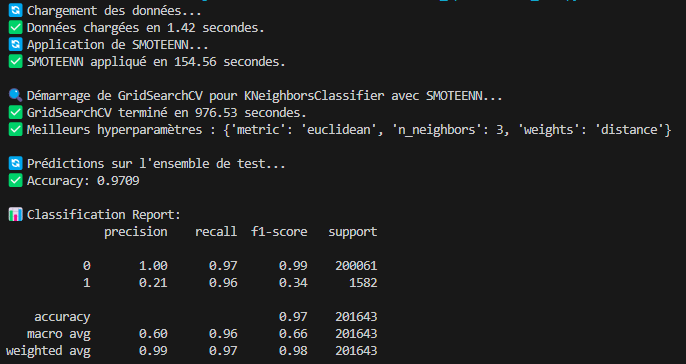 🔄 Chargement des données...
✅ Données chargées en 1.42 secondes.
🔄 Application de SMOTEENN...
✅ SMOTEENN appliqué en 154.56 secondes.

🔍 Démarrage de GridSearchCV pour KNeighborsClassifier avec SMOTEENN...
✅ GridSearchCV terminé en 976.53 secondes.
✅ Meilleurs hyperparamètres : {'metric': 'euclidean', 'n_neighbors': 3, 'weights': 'distance'}

🔄 Prédictions sur l'ensemble de test...
✅ Accuracy: 0.9709

📊 Classification Report:
              precision    recall  f1-score   support

           0       1.00      0.97      0.99    200061
           1       0.21      0.96      0.34      1582

    accuracy                           0.97    201643
   macro avg       0.60      0.96      0.66    201643
weighted avg       0.99      0.97      0.98    201643